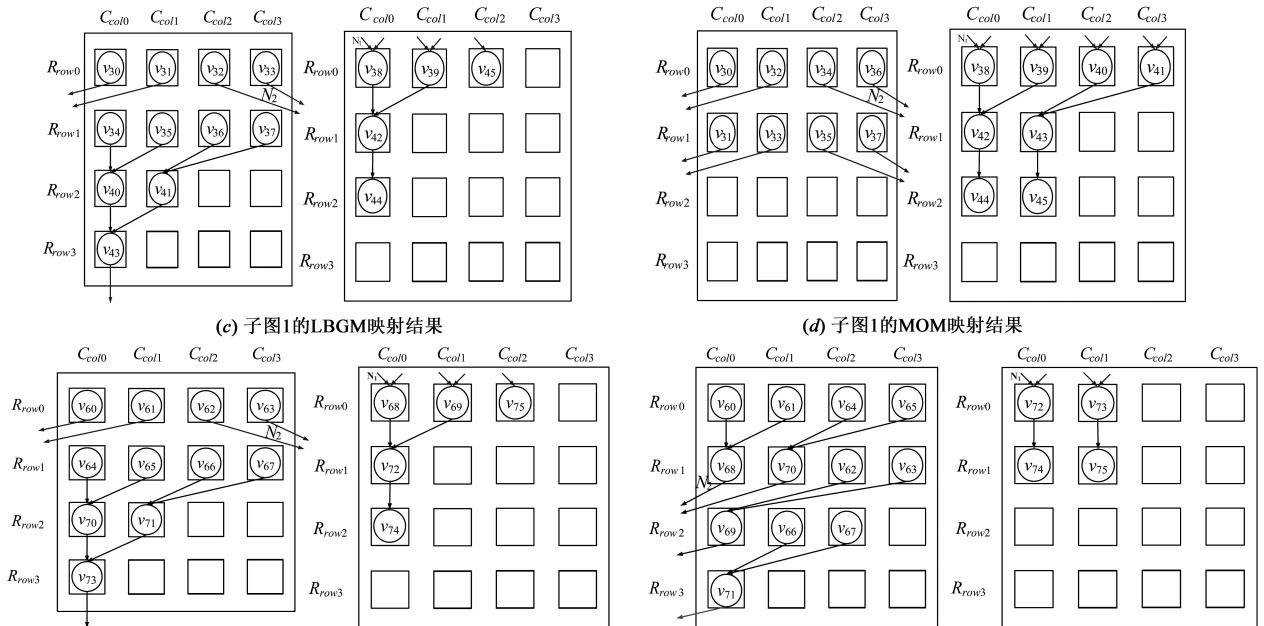 C_col0 C_col1 C_col2 C_col3 C_col0 C_col1 C_col2 C_col3
R_row0 v30 v31 v32 v33 N2 R_row0 N1 v38 v39 v45
R_row1 v34 v35 v36 v37 R_row1 v42
R_row2 v40 v41 R_row2 v44
R_row3 v43 R_row3
(c) 子图1的LBGM映射结果
C_col0 C_col1 C_col2 C_col3 C_col0 C_col1 C_col2 C_col3
R_row0 v30 v32 v34 v36 N2 R_row0 N1 v38 v39 v40 v41
R_row1 v31 v33 v35 v37 R_row1 v42 v43
R_row2 R_row2 v44 v45
R_row3 R_row3
(d) 子图1的MOM映射结果
C_col0 C_col1 C_col2 C_col3 C_col0 C_col1 C_col2 C_col3
R_row0 v60 v61 v62 v63 N2 R_row0 N1 v68 v69 v75
R_row1 v64 v65 v66 v67 R_row1 v72
R_row2 v70 v71 R_row2 v74
R_row3 v73 R_row3
C_col0 C_col1 C_col2 C_col3 C_col0 C_col1 C_col2 C_col3
R_row0 v60 v61 v64 v65 R_row0 N1 v72 v73
R_row1 v68 v70 v62 v63 R_row1 v74 v75
R_row2 v69 v66 v67 R_row2
R_row3 v71 R_row3